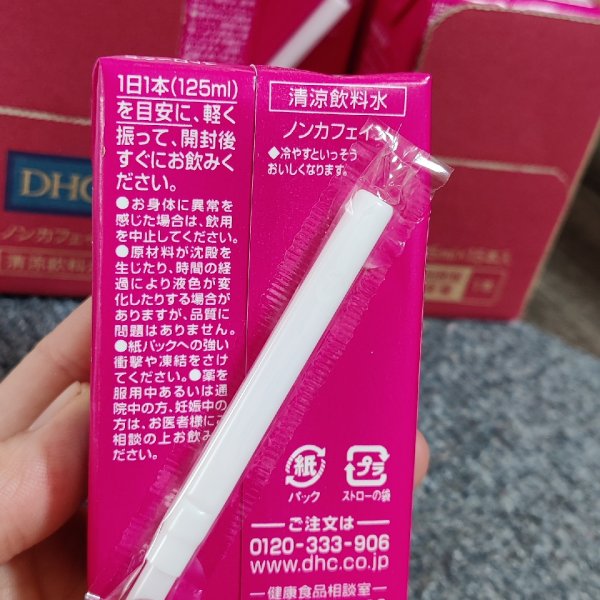 1日1本(125ml)
を目安に、軽く
振って、開封後
すぐにお飲みく
ださい。
●お身体に異常を
感じた場合は、飲用
を中止してください。
●原材料が沈殿を
生じたり、時間の経
過により液色が変
化したりする場合が
ありますが、品質に
問題はありません。
●紙パックへの強い
衝撃や凍結をさけ
てください。●薬を
服用中あるいは通
院中の方、妊娠中の
方は、お医者様にご
相談の上お飲み
ださい。
清涼飲料水
ノンカフェイン
◆冷やすといっそう
おいしくなります。
紙
パック
プラ
ストローの袋
ご注文は
0120-333-906
www.dhc.co.jp
健康食品相談室
DHC
ノンカフェイ
清涼飲料水